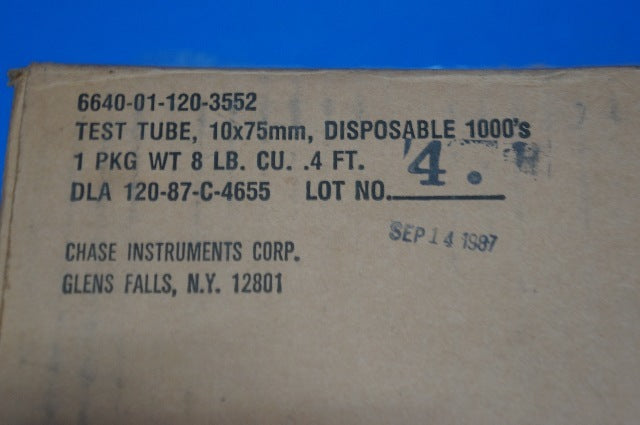 6640-01-120-3552
TEST TUBE, 10x75mm, DISPOSABLE 1000's
1 PKG WT 8 LB. CU. .4 FT.
DLA 120-87-C-4655 LOT NO. 4.
SEP 14 1987
CHASE INSTRUMENTS CORP.
GLENS FALLS, N.Y. 12801